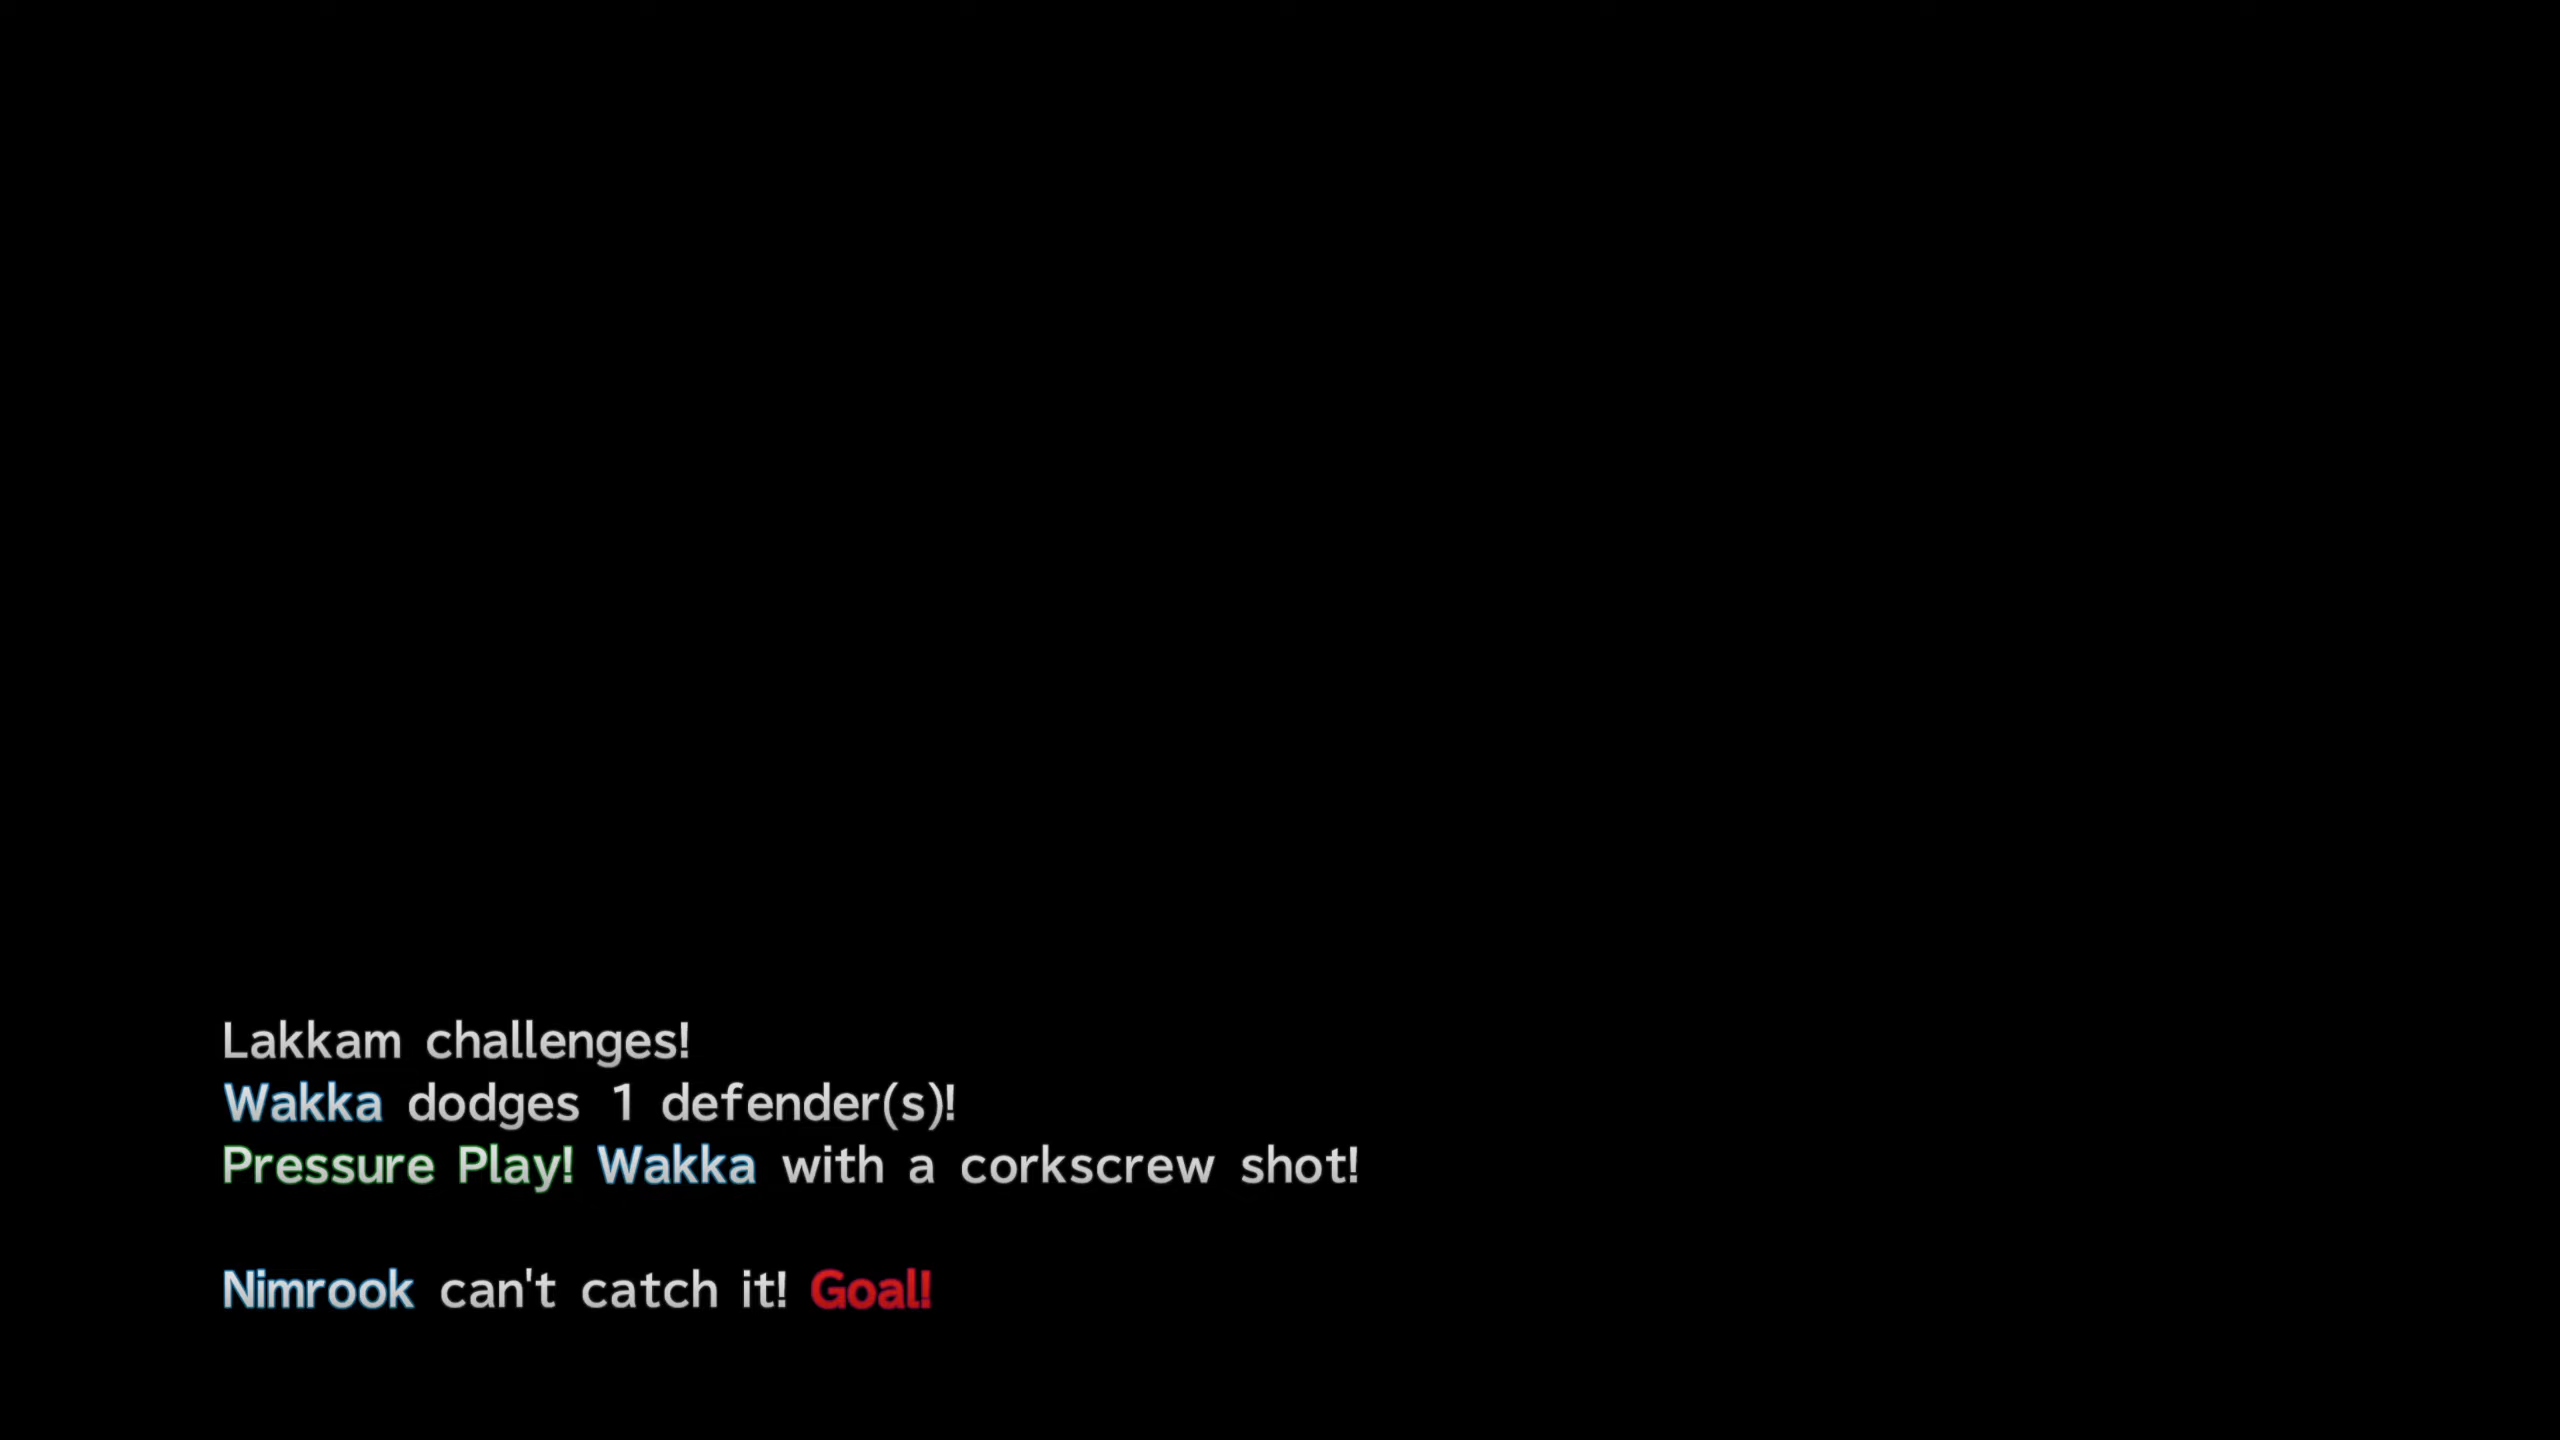 Lakkam challenges!
Wakka dodges 1 defender(s)!
Pressure Play! Wakka with a corkscrew shot!
Nimrook can't catch it! Goal!